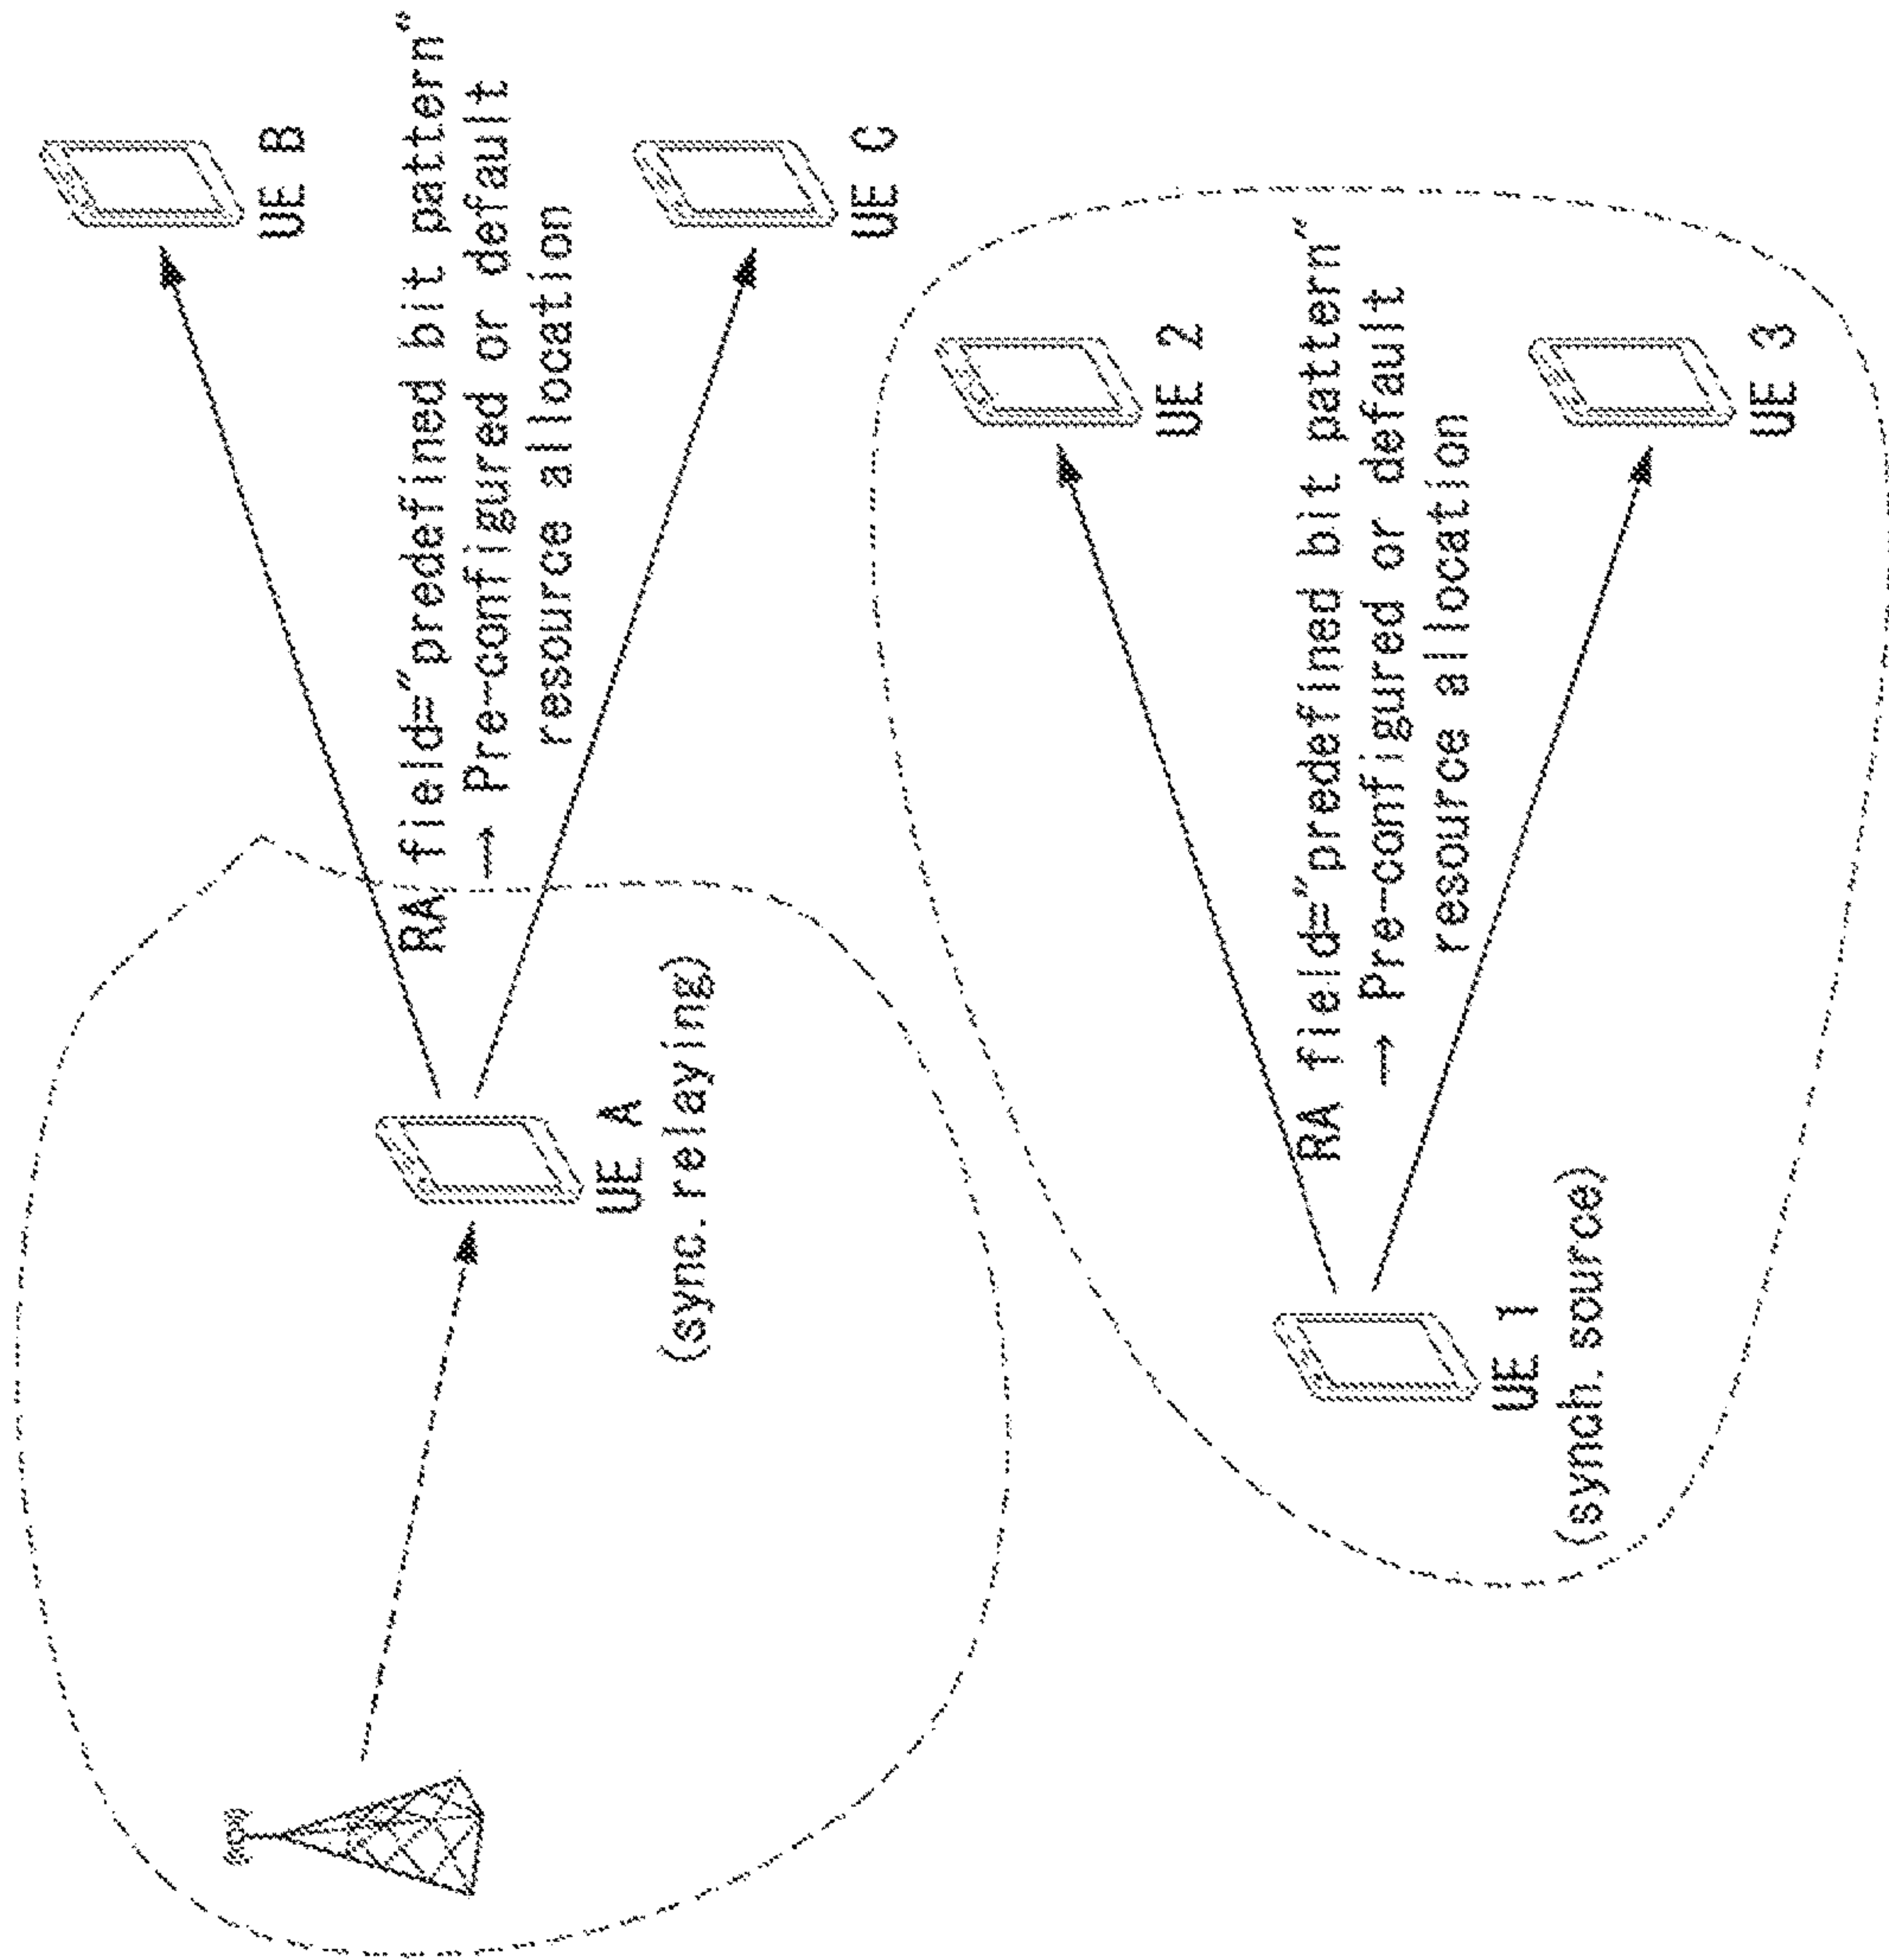 UE B
RA field="predefined bit pattern"
→ Pre-configured or default
resource allocation
UE A
(sync. relaying)
UE C
UE 2
RA field="predefined bit pattern"
→ Pre-configured or default
resource allocation
UE 1
(synch. source)
UE 3